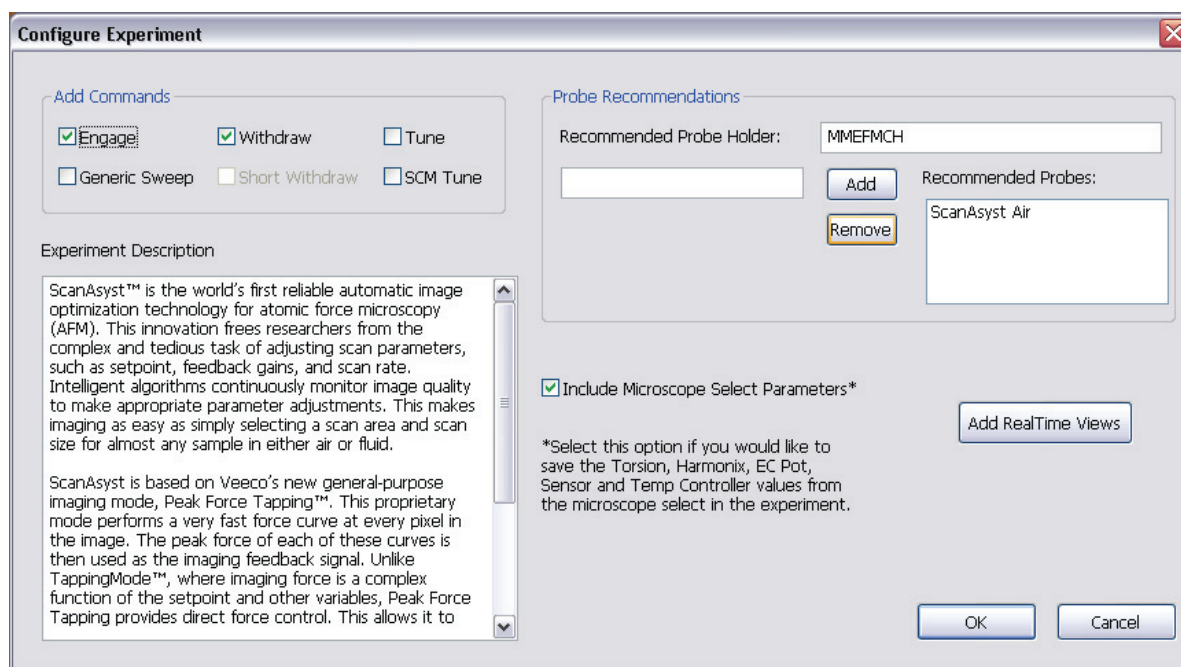 Configure Experiment
Add Commands
Engage
Withdraw
Tune
Generic Sweep
Short Withdraw
SCM Tune
Experiment Description
ScanAsyst™ is the world's first reliable automatic image
optimization technology for atomic force microscopy
(AFM). This innovation frees researchers from the
complex and tedious task of adjusting scan parameters,
such as setpoint, feedback gains, and scan rate.
Intelligent algorithms continuously monitor image quality
to make appropriate parameter adjustments. This makes
imaging as easy as simply selecting a scan area and scan
size for almost any sample in either air or fluid.
ScanAsyst is based on Veeco's new general-purpose
imaging mode, Peak Force Tapping™. This proprietary
mode performs a very fast force curve at every pixel in
the image. The peak force of each of these curves is
then used as the imaging feedback signal. Unlike
TappingMode™, where imaging force is a complex
function of the setpoint and other variables, Peak Force
Tapping provides direct force control. This allows it to
Probe Recommendations
Recommended Probe Holder:
MMEFMCH
Add
Remove
Recommended Probes:
ScanAsyst Air
Include Microscope Select Parameters*
*Select this option if you would like to
save the Torsion, Harmonix, EC Pot,
Sensor and Temp Controller values from
the microscope select in the experiment.
Add RealTime Views
OK
Cancel